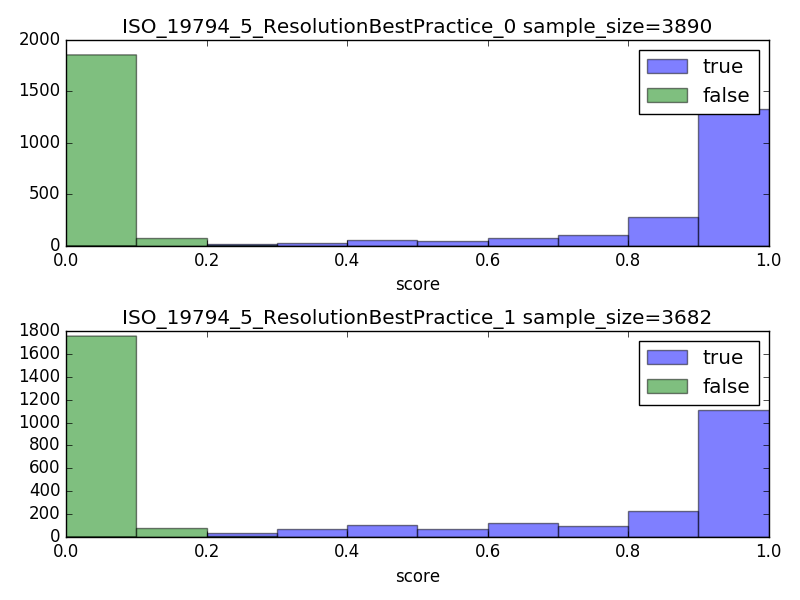 ISO_19794_5_ResolutionBestPractice_0 sample_size=3890
2000
1500
1000
500
0
true
false
0.0 0.2 0.4 0.6 0.8 1.0
score
ISO_19794_5_ResolutionBestPractice_1 sample_size=3682
1800
1600
1400
1200
1000
800
600
400
200
0
true
false
0.0 0.2 0.4 0.6 0.8 1.0
score